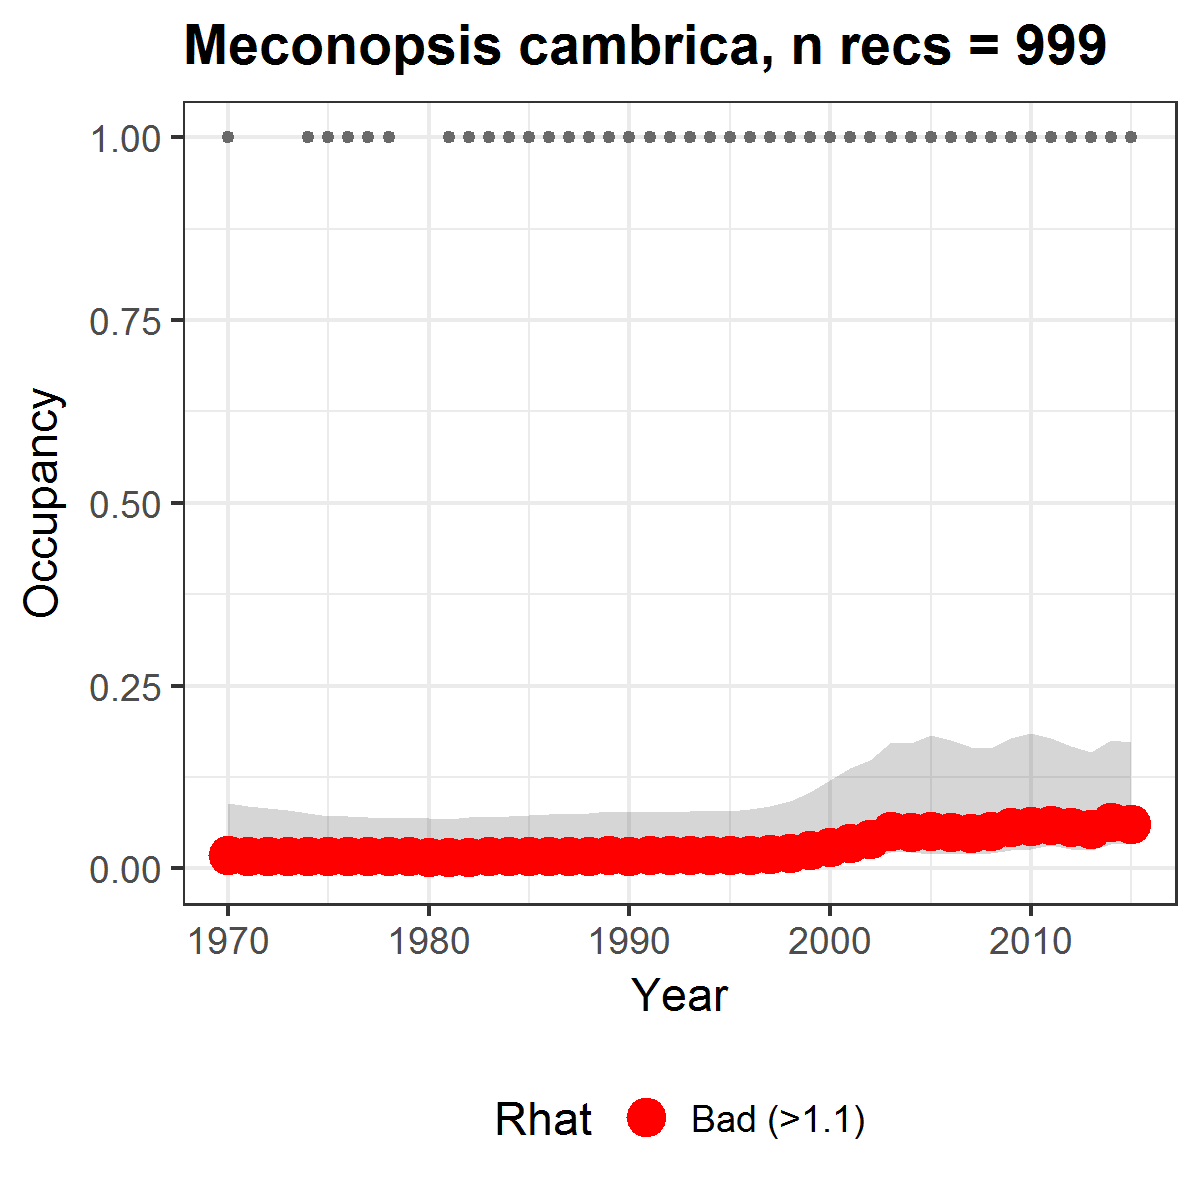 Meconopsis cambrica, n recs = 999
1.00
0.75
0.50
0.25
0.00
Occupancy
1970 1980 1990 2000 2010
Year
Rhat Bad (>1.1)